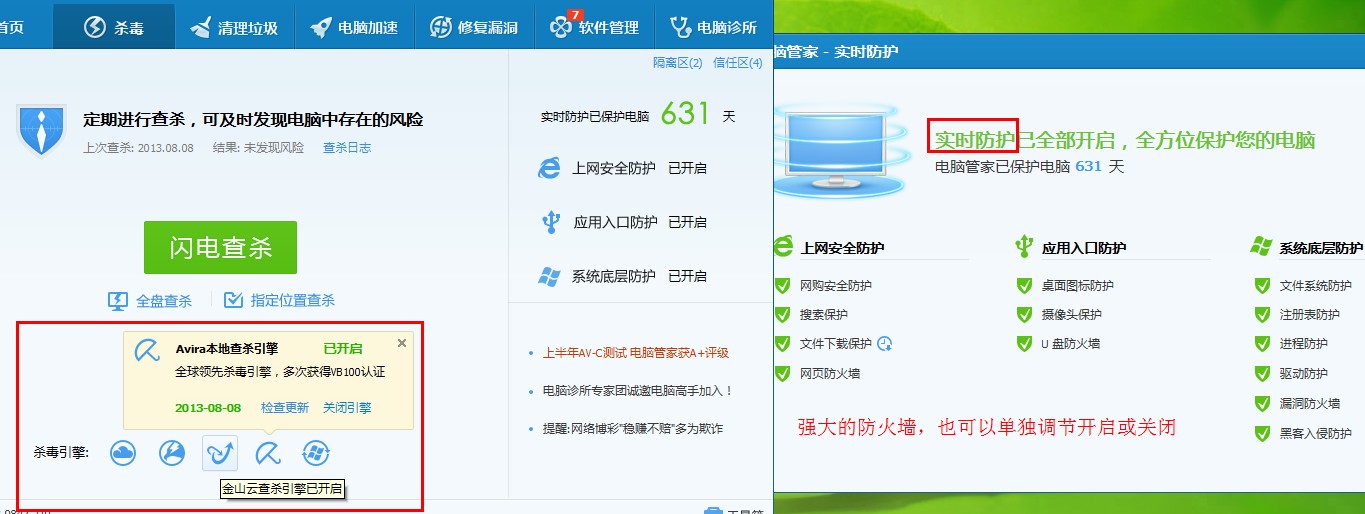 首页
杀毒
清理垃圾
电脑加速
修复漏洞
7
软件管理
电脑诊所
隔离区(2) 信任区(4)
定期进行查杀，可及时发现电脑中存在的风险
上次查杀: 2013.08.08 结果: 未发现风险 查杀日志
闪电查杀
全盘查杀 指定位置查杀
Avira本地查杀引擎 已开启
全球领先杀毒引擎，多次获得VB100认证
2013-08-08 检查更新 关闭引擎
杀毒引擎:
金山云查杀引擎已开启
实时防护已保护电脑 631 天
上网安全防护 已开启
应用入口防护 已开启
系统底层防护 已开启
上半年AV-C测试 电脑管家获A+评级
电脑诊所专家团诚邀电脑高手加入！
提醒:网络博彩"稳赚不赔"多为欺诈
脑管家 - 实时防护
实时防护已全部开启，全方位保护您的电脑
电脑管家已保护电脑 631 天
上网安全防护
网购安全防护
搜索保护
文件下载保护
网页防火墙
应用入口防护
桌面图标防护
摄像头保护
U 盘防火墙
系统底层防护
文件系统防护
注册表防护
进程防护
驱动防护
漏洞防火墙
黑客入侵防护
强大的防火墙，也可以单独调节开启或关闭